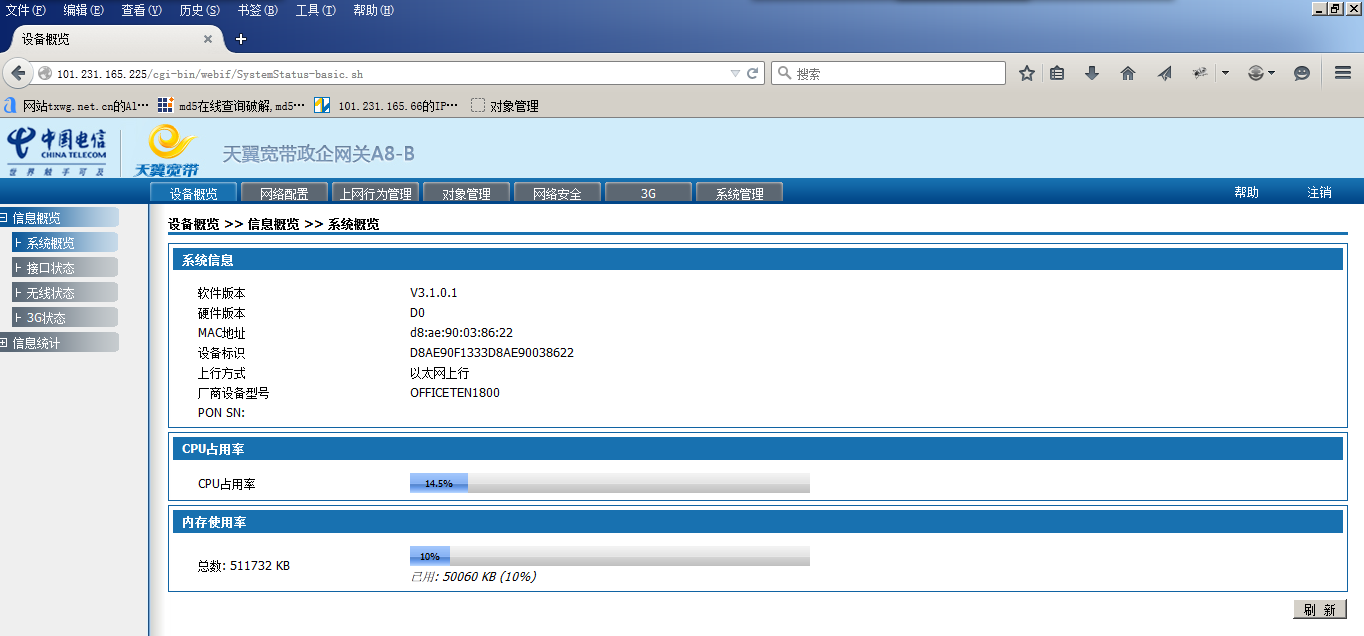 文件(F) 编辑(E) 查看(V) 历史(S) 书签(B) 工具(T) 帮助(H)
设备概览
101.231.165.225/cgi-bin/webif/SystemStatus-basic.sh 搜索
网站txwg.net.cn的Al… md5在线查询破解,md5… 101.231.165.66的IP… 对象管理
中国电信
CHINA TELECOM
世界触手可及
天翼宽带
天翼宽带政企网关A8-B
设备概览 网络配置 上网行为管理 对象管理 网络安全 3G 系统管理 帮助 注销
信息概览
系统概览
接口状态
无线状态
3G状态
信息统计
设备概览 >> 信息概览 >> 系统概览
系统信息
软件版本 V3.1.0.1
硬件版本 D0
MAC地址 d8:ae:90:03:86:22
设备标识 D8AE90F1333D8AE90038622
上行方式 以太网上行
厂商设备型号 OFFICETEN1800
PON SN:
CPU占用率
CPU占用率 14.5%
内存使用率
总数: 511732 KB 10%
已用: 50060 KB (10%)
刷 新